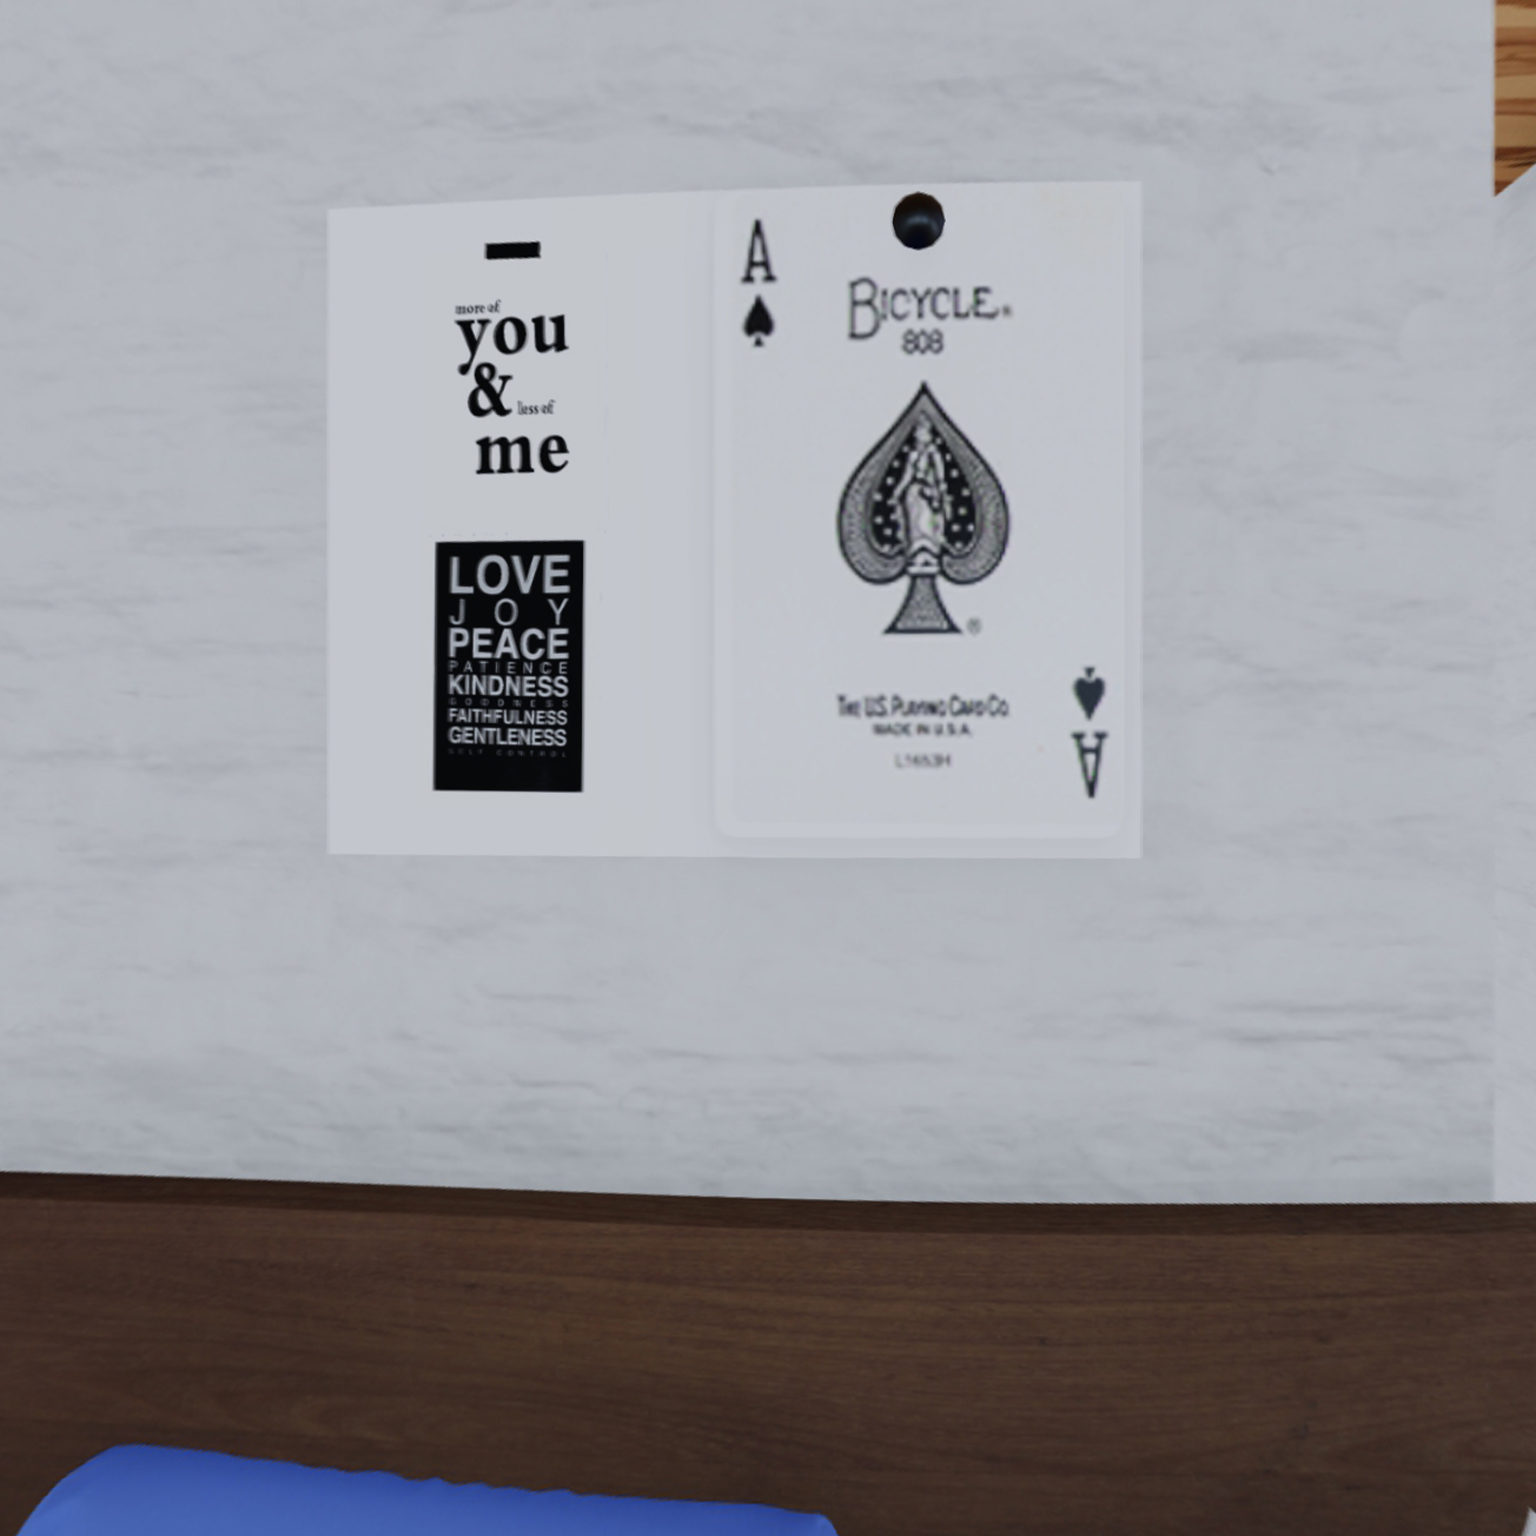 more of
you
&
less of
me
LOVE
JOY
PEACE
PATIENCE
KINDNESS
GOODNESS
FAITHFULNESS
GENTLENESS
SELF CONTROL
A
BICYCLE®
808
®
THE U.S. PLAYING CARD CO.
MADE IN U.S.A.
A